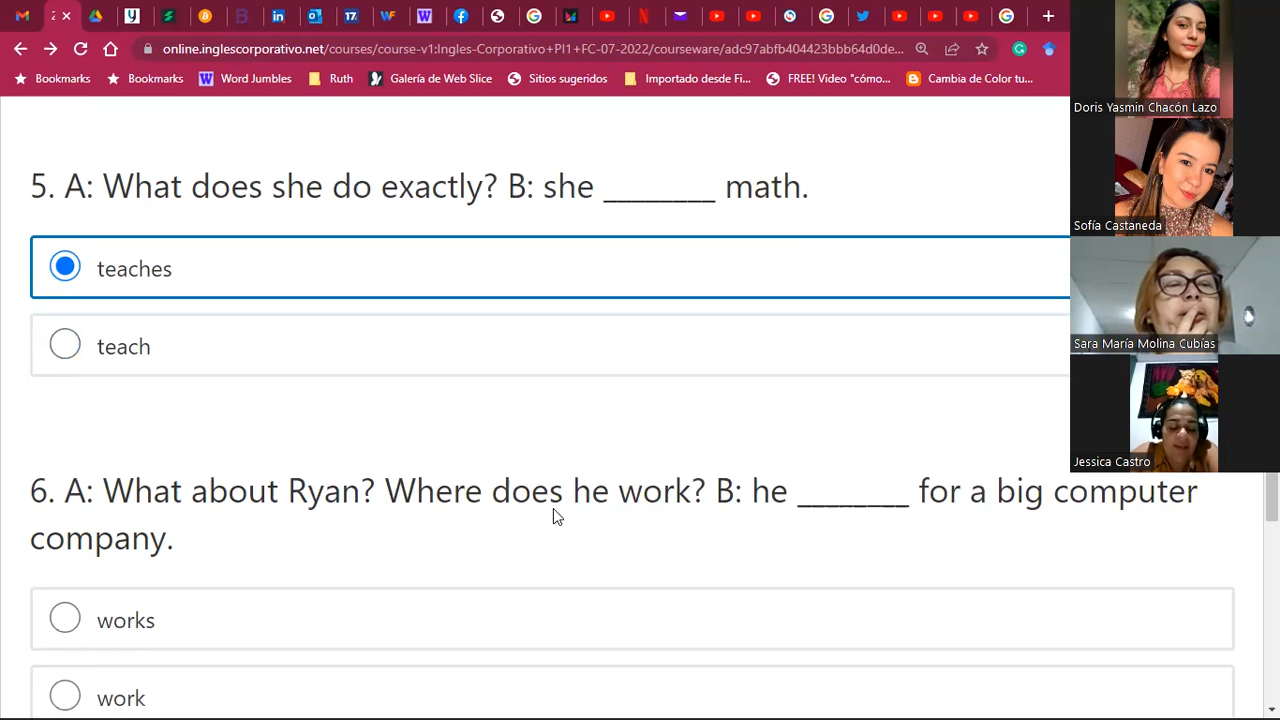 online.inglescorporativo.net/courses/course-v1:Ingles-Corporativo+PI1+FC-07-2022/courseware/adc97abfb404423bbb64d0de...
Bookmarks Bookmarks Word Jumbles Ruth Galería de Web Slice Sitios sugeridos Importado desde Fi... FREE! Video "cómo... Cambia de Color tu...
5. A: What does she do exactly? B: she ________ math.
teaches
teach
6. A: What about Ryan? Where does he work? B: he ________ for a big computer
company.
works
work
Doris Yasmin Chacón Lazo
Sofía Castaneda
Sara María Molina Cubías
Jessica Castro